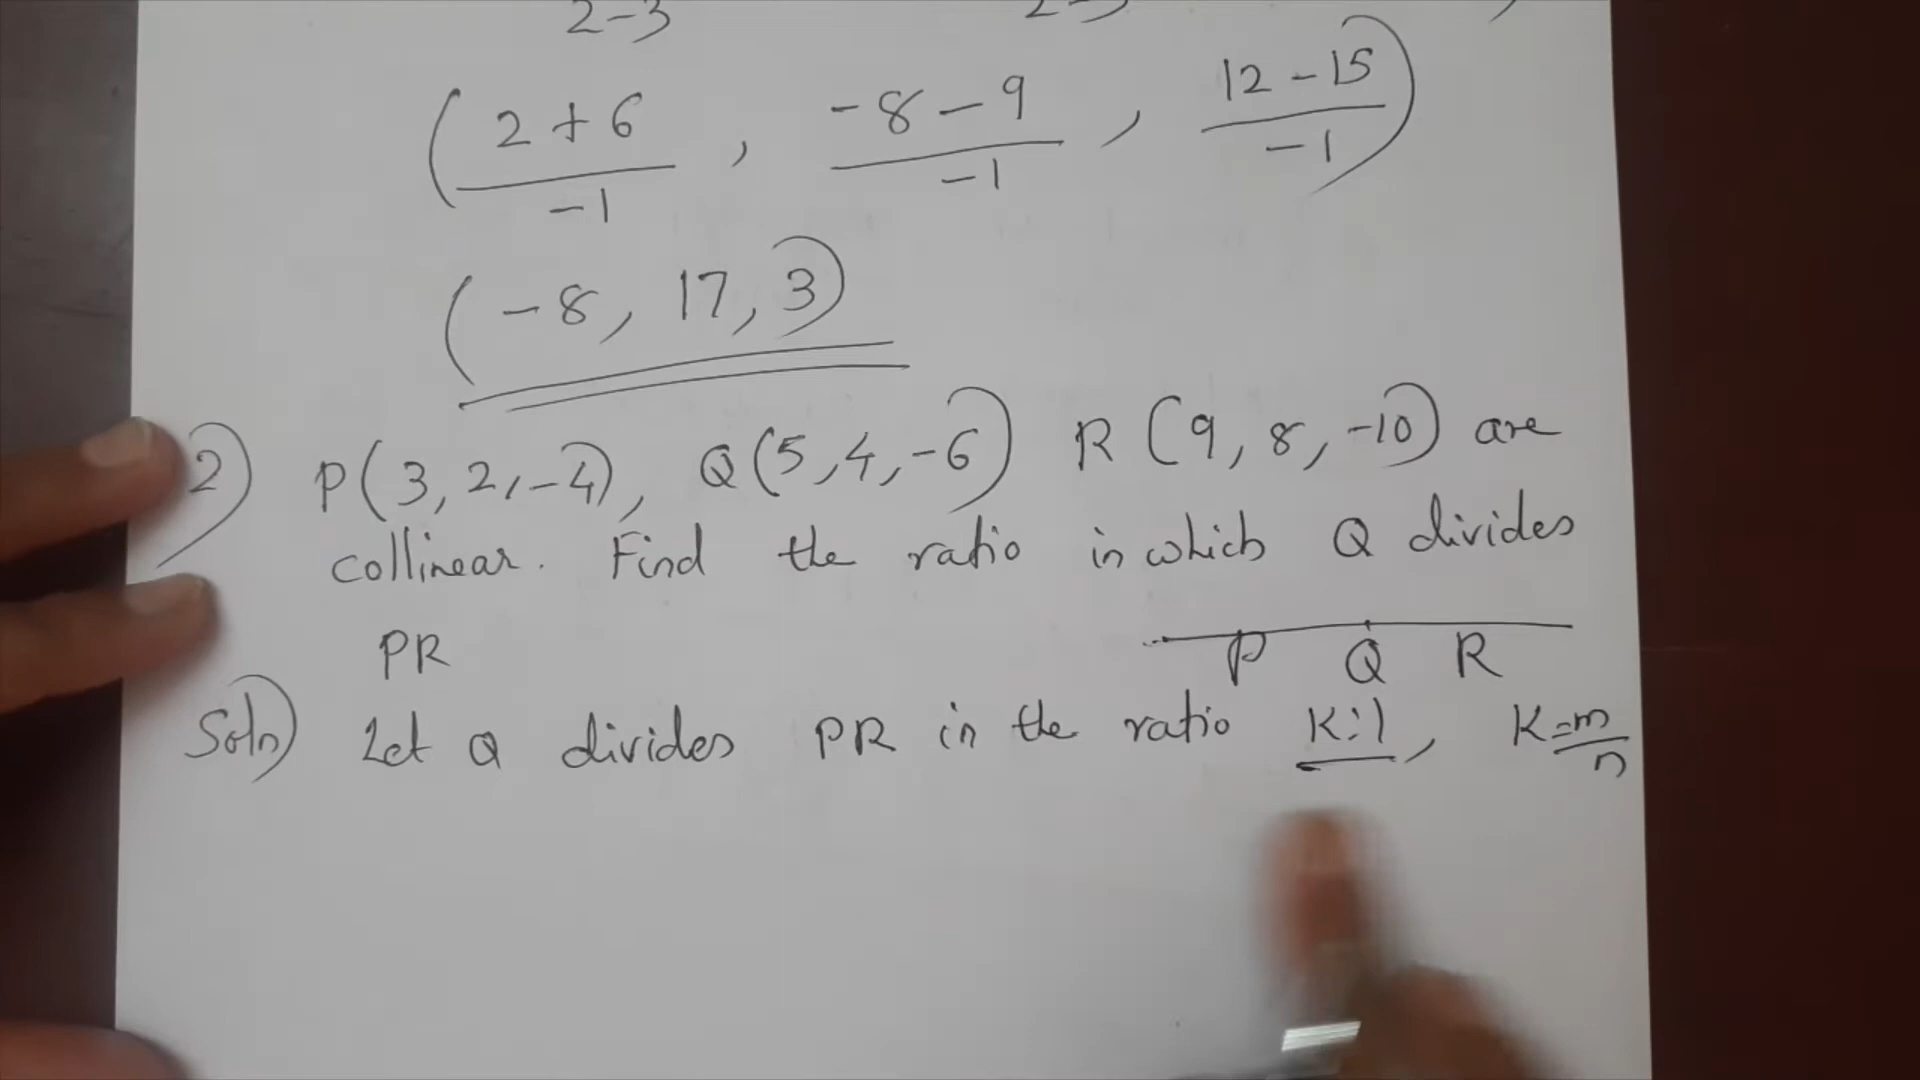 2-3 2-3
(2+6/-1, -8-9/-1, 12-15/-1)
(-8, 17, 3)
2) P(3, 2, -4), Q(5, 4, -6) R(9, 8, -10) are
collinear. Find the ratio in which Q divides
PR
P Q R
Soln) Let Q divides PR in the ratio K:1, K=m/n